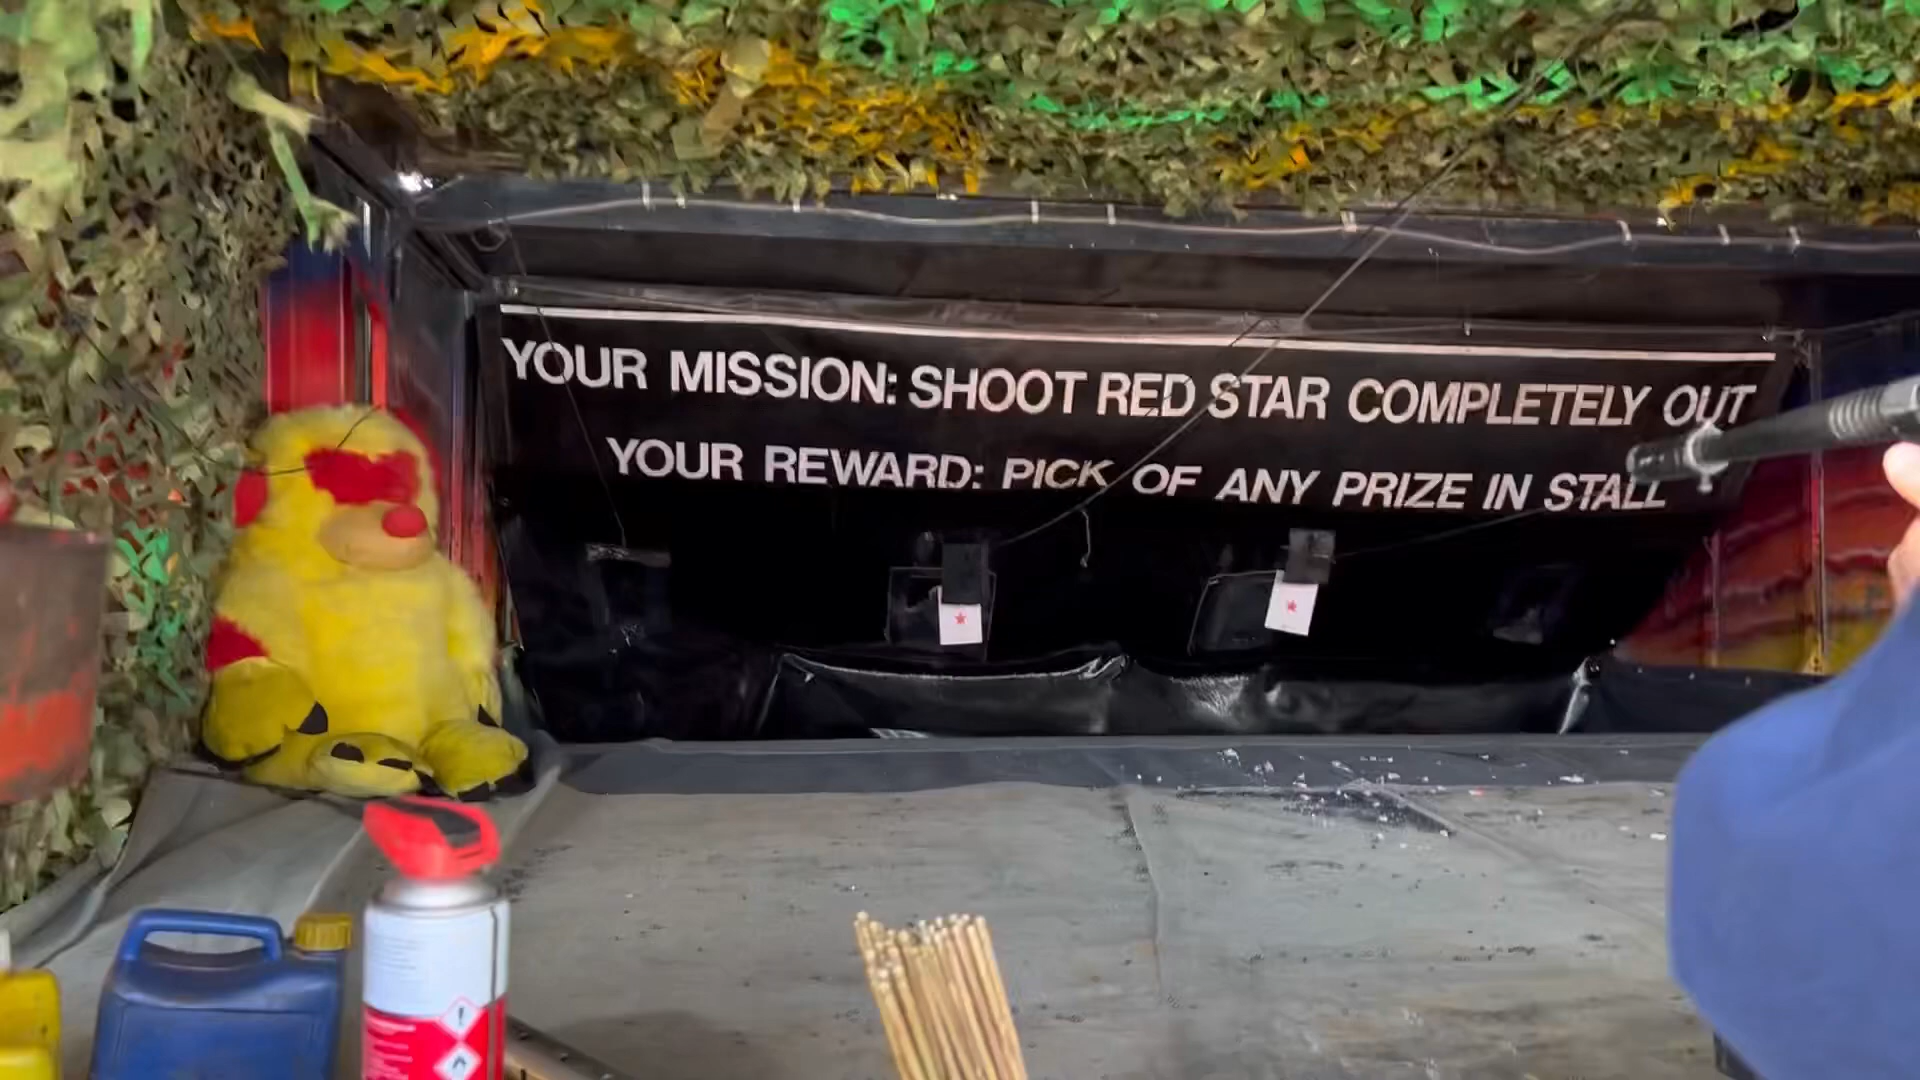 YOUR MISSION: SHOOT RED STAR COMPLETELY OUT
YOUR REWARD: PICK OF ANY PRIZE IN STALL